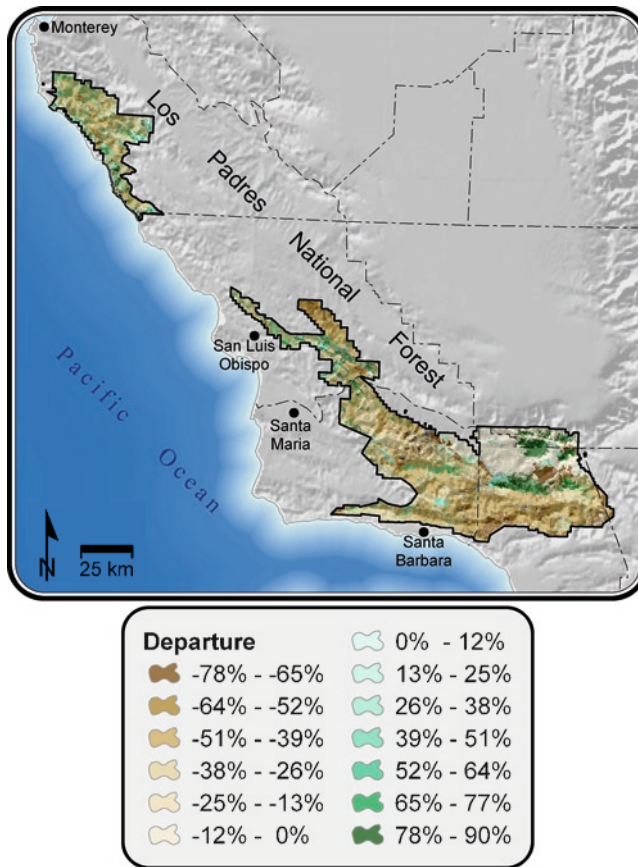 Monterey
Los
Padres
National
Forest
San Luis
Obispo
Santa
Maria
Pacific Ocean
Santa
Barbara
N
25 km
Departure
-78% - -65%
-64% - -52%
-51% - -39%
-38% - -26%
-25% - -13%
-12% - 0%
0% - 12%
13% - 25%
26% - 38%
39% - 51%
52% - 64%
65% - 77%
78% - 90%